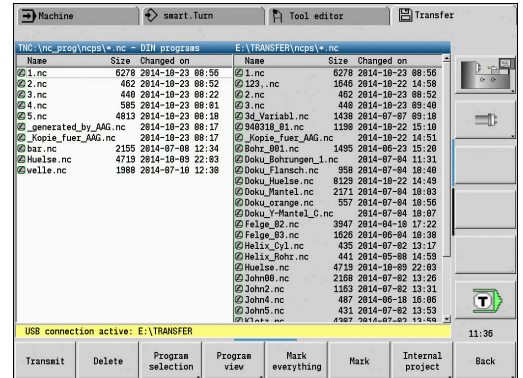 Machine smart.Turn Tool editor Transfer
TNC:\nc_prog\ncps\*.nc - DIN programs
Name Size Changed on
1.nc 6278 2014-10-23 08:56
2.nc 462 2014-10-23 08:52
3.nc 440 2014-10-23 08:22
4.nc 585 2014-10-23 08:01
5.nc 4813 2014-10-23 08:18
_generated_by_AAG.nc 2014-10-23 08:17
_Kopie_fuer_AAG.nc 2014-10-23 08:17
bar.nc 2155 2014-07-08 12:34
Huelse.nc 4719 2014-10-09 22:03
welle.nc 1988 2014-07-10 12:30
E:\TRANSFER\ncps\*.nc
Name Size Changed on
1.nc 6278 2014-10-23 08:56
123,.nc 1646 2014-10-22 14:58
2.nc 462 2014-10-23 08:52
3.nc 440 2014-10-23 09:40
3d_Variabl.nc 1438 2014-07-07 09:18
940318_01.nc 1190 2014-10-22 15:10
_Kopie_fuer_AAG.nc 2014-10-22 14:51
Bohr_001.nc 1495 2014-06-23 15:20
Doku_Bohrungen_1.nc 2014-07-04 11:31
Doku_Flansch.nc 958 2014-07-04 10:40
Doku_Huelse.nc 8129 2014-10-22 14:49
Doku_Mantel.nc 2171 2014-07-04 10:03
Doku_orange.nc 557 2014-07-04 10:56
Doku_Y-Mantel_C.nc 2014-07-04 10:07
Felge_02.nc 3947 2014-04-10 17:22
Felge_03.nc 1626 2014-06-04 10:38
Helix_Cyl.nc 435 2014-07-02 13:17
Helix_Rohr.nc 441 2014-05-08 14:59
Huelse.nc 4719 2014-10-09 22:03
John00.nc 2168 2014-07-02 13:26
John2.nc 1163 2014-07-02 13:31
John4.nc 487 2014-06-18 16:06
John5.nc 431 2014-07-02 13:53
Klotz.nc 4307 2014-07-02 13:59
T
USB connection active: E:\TRANSFER
11:36
Transmit Delete Program selection Program view Mark everything Mark Internal project Back